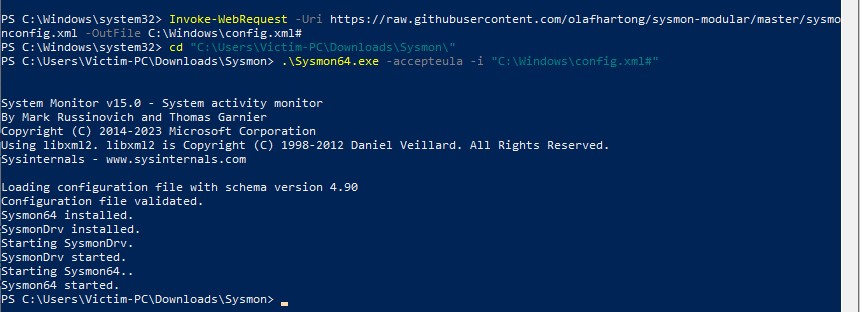 PS C:\Windows\system32> Invoke-WebRequest -Uri https://raw.githubusercontent.com/olafhartong/sysmon-modular/master/sysmo
nconfig.xml -OutFile C:\Windows\config.xml#
PS C:\Windows\system32> cd "C:\Users\Victim-PC\Downloads\Sysmon\"
PS C:\Users\Victim-PC\Downloads\Sysmon> .\Sysmon64.exe -accepteula -i "C:\Windows\config.xml#"
System Monitor v15.0 - System activity monitor
By Mark Russinovich and Thomas Garnier
Copyright (C) 2014-2023 Microsoft Corporation
Using libxml2. libxml2 is Copyright (C) 1998-2012 Daniel Veillard. All Rights Reserved.
Sysinternals - www.sysinternals.com
Loading configuration file with schema version 4.90
Configuration file validated.
Sysmon64 installed.
SysmonDrv installed.
Starting SysmonDrv.
SysmonDrv started.
Starting Sysmon64..
Sysmon64 started.
PS C:\Users\Victim-PC\Downloads\Sysmon>